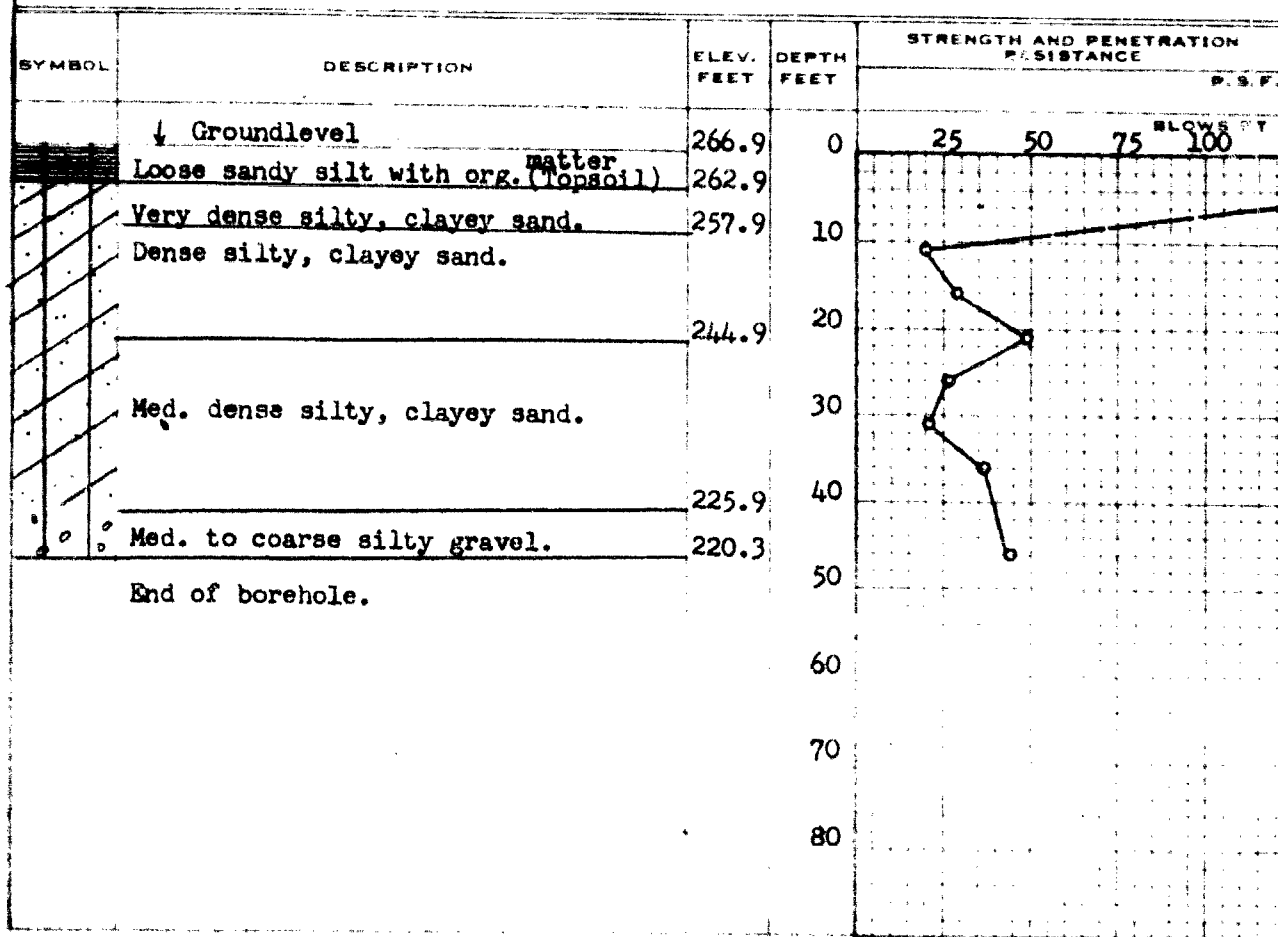 SYMBOL DESCRIPTION ELEV. FEET DEPTH FEET STRENGTH AND PENETRATION RESISTANCE
P.S.F.
BLOWS
↓ Groundlevel 266.9 0 25 50 75 100
Loose sandy silt with org. matter (Topsoil) 262.9
Very dense silty, clayey sand. 257.9
10
Dense silty, clayey sand.
20
244.9
30
Med. dense silty, clayey sand.
40
225.9
Med. to coarse silty gravel. 220.3
50
End of borehole.
60
70
80